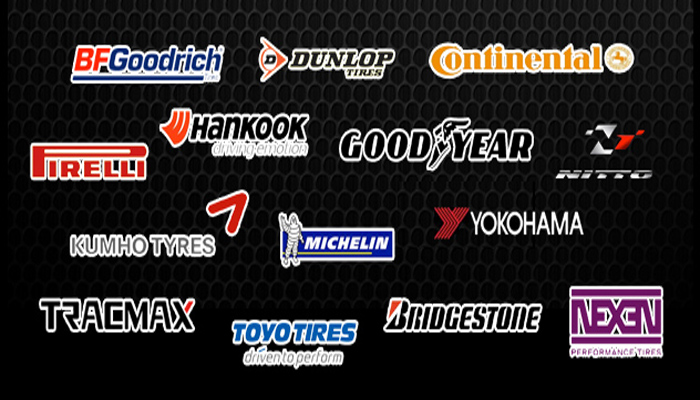 BFGoodrich
DUNLOP
TIRES
Continental
HANKOOK
driving emotion
GOODYEAR
PIRELLI
NITTO
KUMHO TYRES
MICHELIN
YOKOHAMA
TRACMAX
TOYO TIRES
driven to perform
BRIDGESTONE
NEXEN
PERFORMANCE TIRES